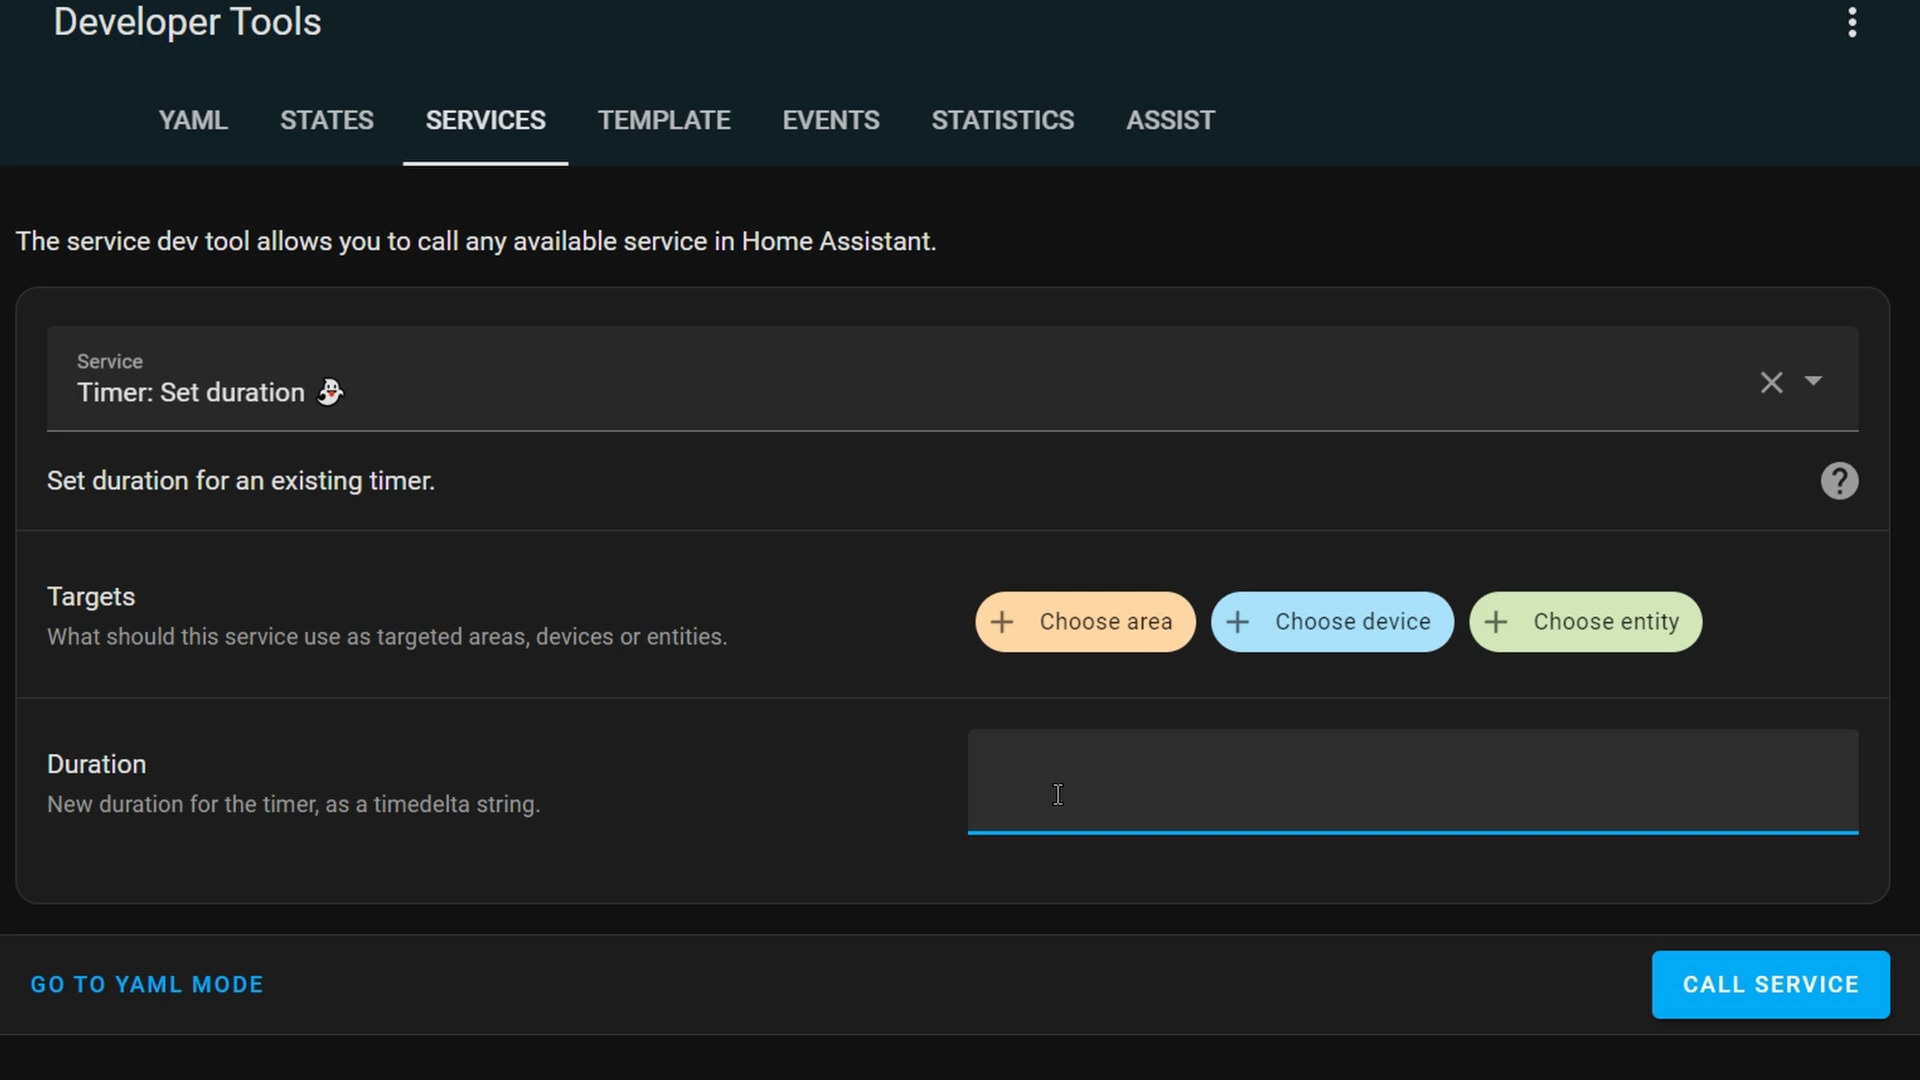 Developer Tools
YAML STATES SERVICES TEMPLATE EVENTS STATISTICS ASSIST
The service dev tool allows you to call any available service in Home Assistant.
Service
Timer: Set duration 👻
Set duration for an existing timer.
Targets
What should this service use as targeted areas, devices or entities.
Choose area Choose device Choose entity
Duration
New duration for the timer, as a timedelta string.
GO TO YAML MODE CALL SERVICE